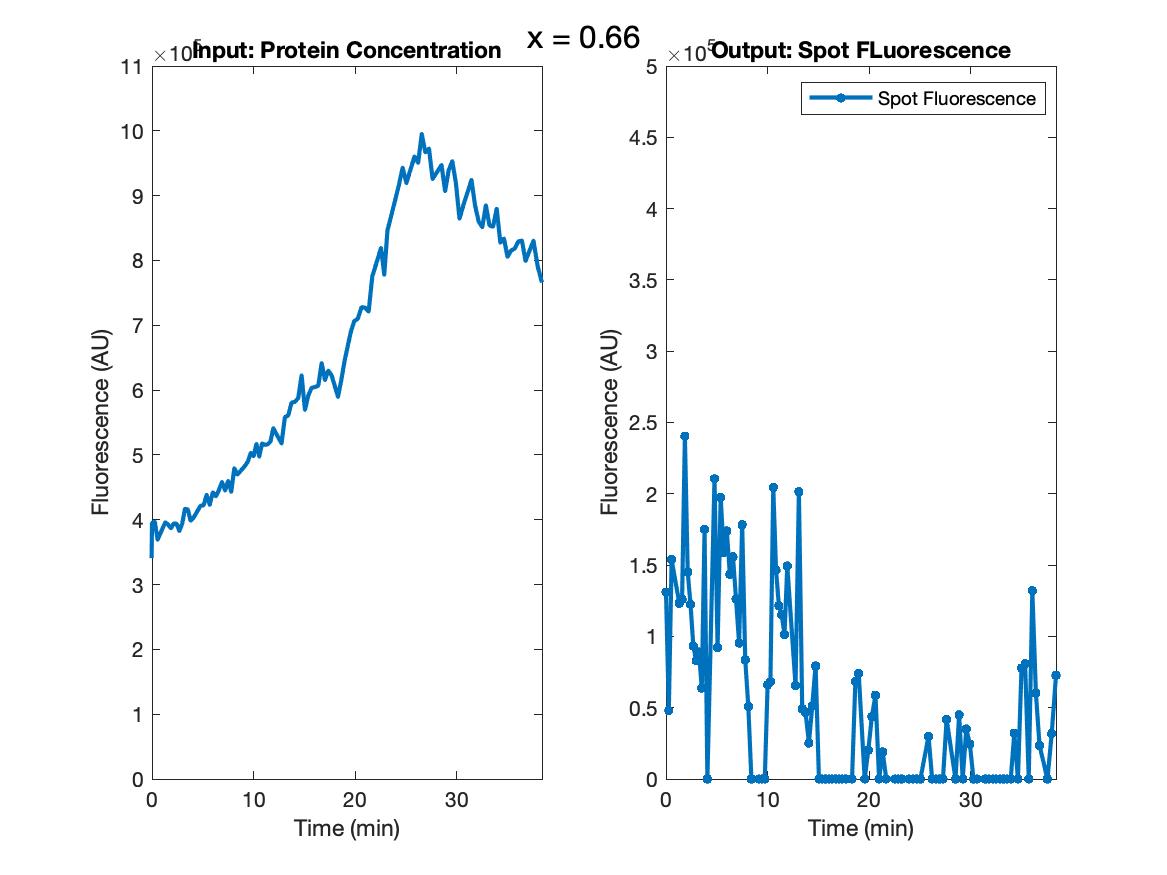 x = 0.66
×10⁵
Input: Protein Concentration
11
10
9
8
7
6
5
4
3
2
1
0
Fluorescence (AU)
0 10 20 30
Time (min)
×10⁵
Output: Spot FLuorescence
Spot Fluorescence
5
4.5
4
3.5
3
2.5
2
1.5
1
0.5
0
Fluorescence (AU)
0 10 20 30
Time (min)